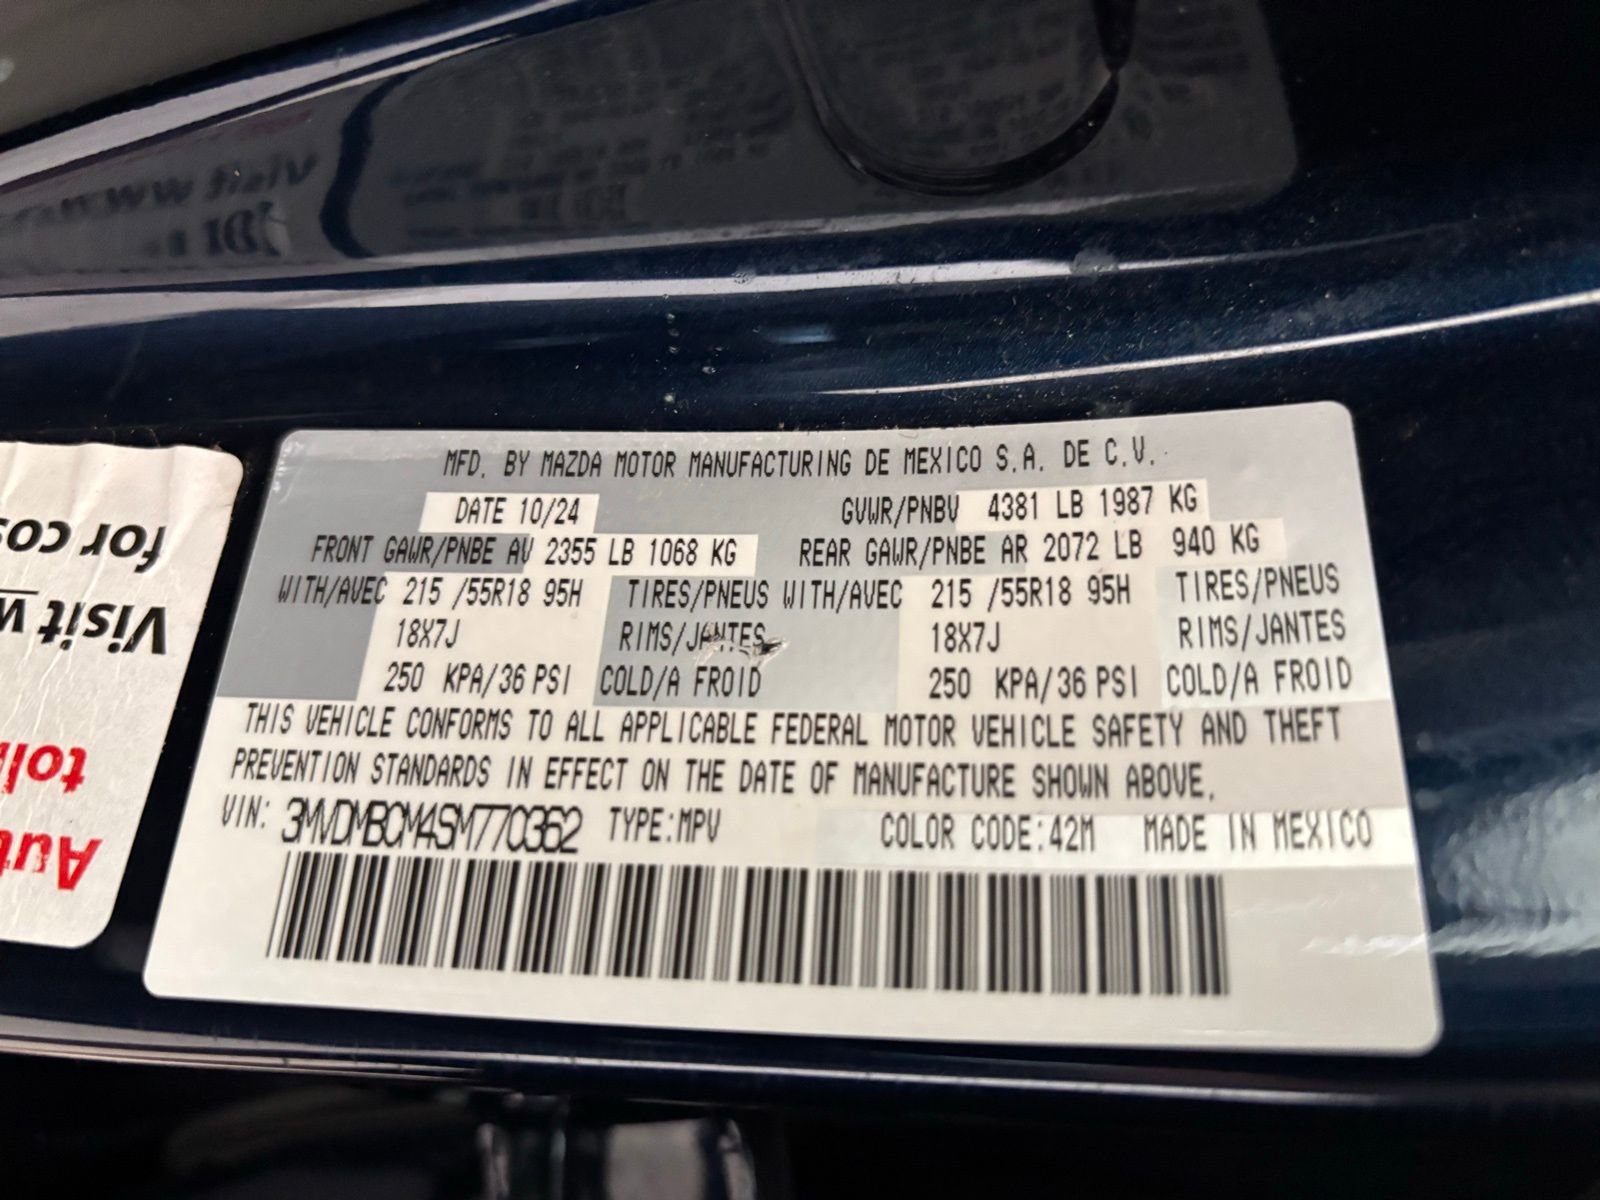 MFD. BY MAZDA MOTOR MANUFACTURING DE MEXICO S.A. DE C.V.
DATE 10/24 GVWR/PNBV 4381 LB 1987 KG
FRONT GAWR/PNBE AV 2355 LB 1068 KG REAR GAWR/PNBE AR 2072 LB 940 KG
WITH/AVEC 215 /55R18 95H TIRES/PNEUS WITH/AVEC 215 /55R18 95H TIRES/PNEUS
18X7J RIMS/JANTES 18X7J RIMS/JANTES
250 KPA/36 PSI COLD/A FROID 250 KPA/36 PSI COLD/A FROID
THIS VEHICLE CONFORMS TO ALL APPLICABLE FEDERAL MOTOR VEHICLE SAFETY AND THEFT
PREVENTION STANDARDS IN EFFECT ON THE DATE OF MANUFACTURE SHOWN ABOVE.
VIN: 3MVDMBCM4SM770362 TYPE:MPV COLOR CODE:42M MADE IN MEXICO
Visit
for